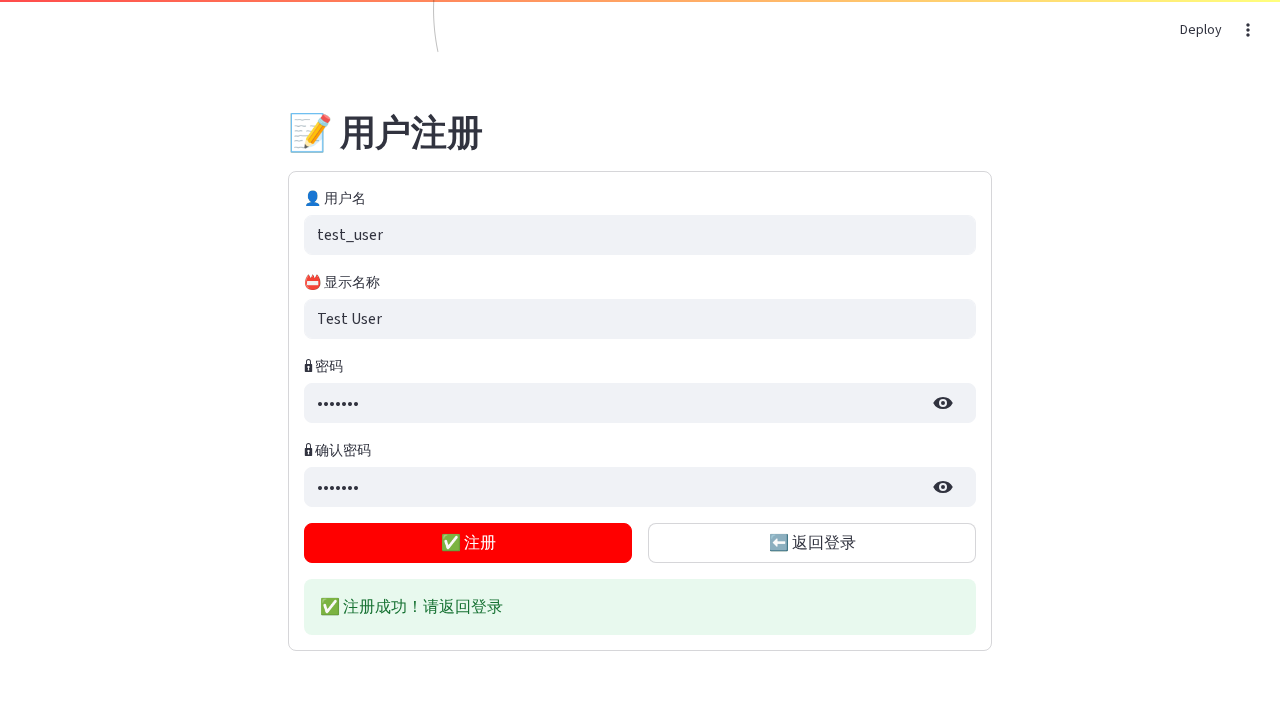 Deploy
📝 用户注册
👤 用户名
test_user
📛 显示名称
Test User
🔒 密码
•••••••
🔒 确认密码
•••••••
✅ 注册
⬅️ 返回登录
✅ 注册成功！请返回登录